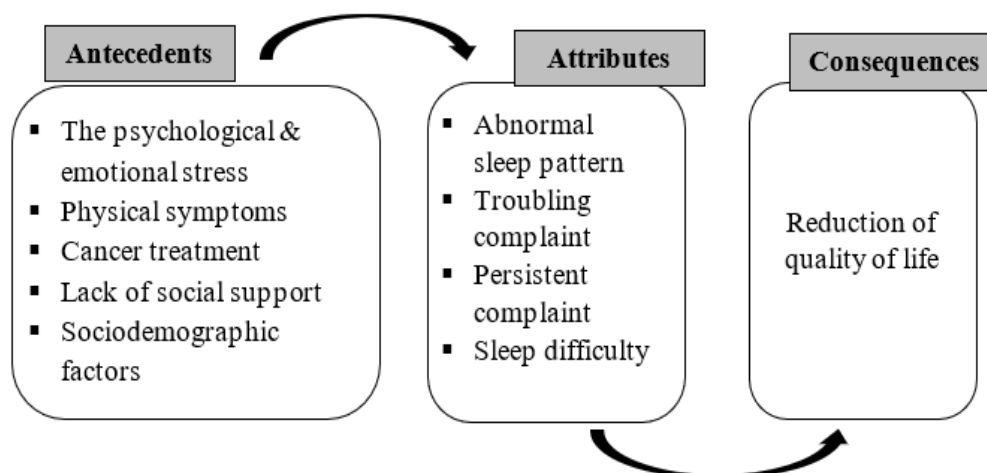 Antecedents
▪ The psychological & 
emotional stress
▪ Physical symptoms
▪ Cancer treatment
▪ Lack of social support
▪ Sociodemographic
factors
Attributes
▪ Abnormal
sleep pattern
▪ Troubling
complaint
▪ Persistent
complaint
▪ Sleep difficulty
Consequences
Reduction of
quality of life